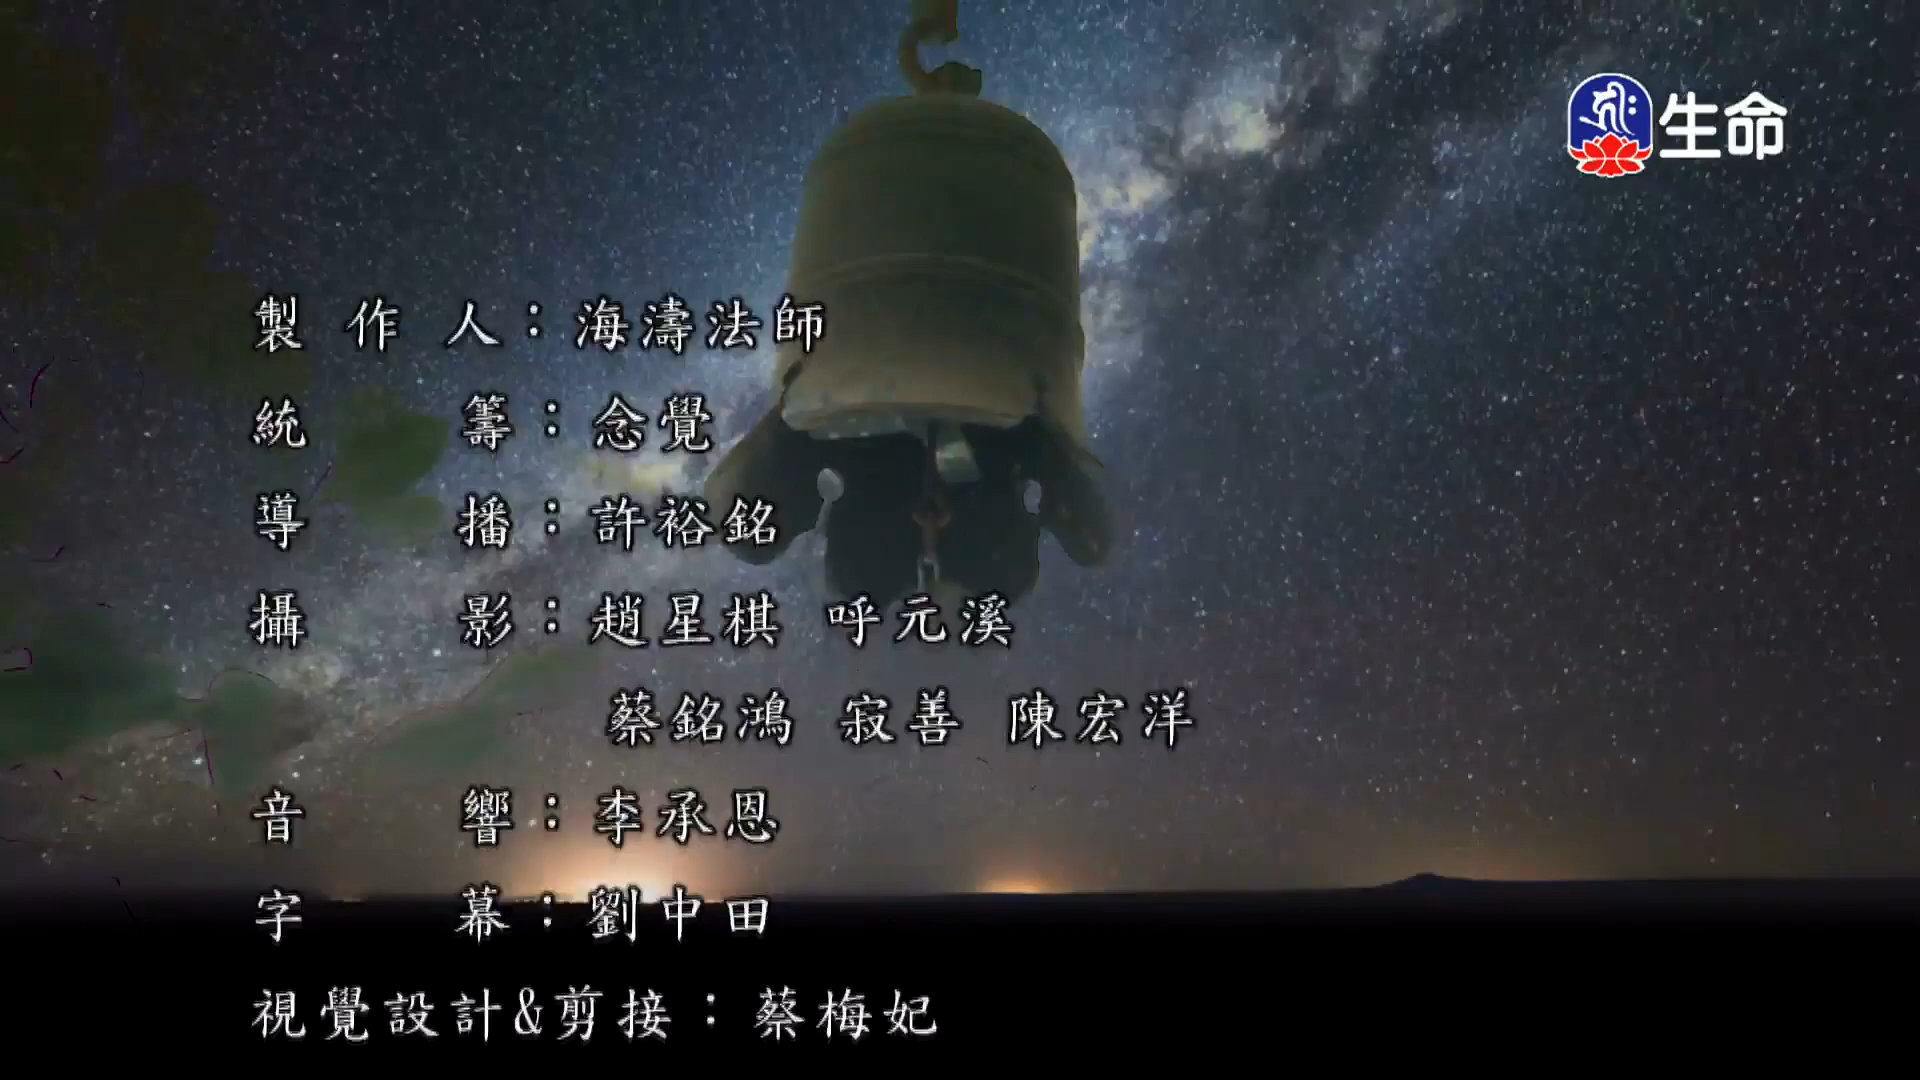 生命
製作人：海濤法師
統籌：念覺
導播：許裕銘
攝影：趙星棋 呼元溪
蔡銘鴻 寂善 陳宏洋
音響：李承恩
字幕：劉中田
視覺設計&剪接：蔡梅妃